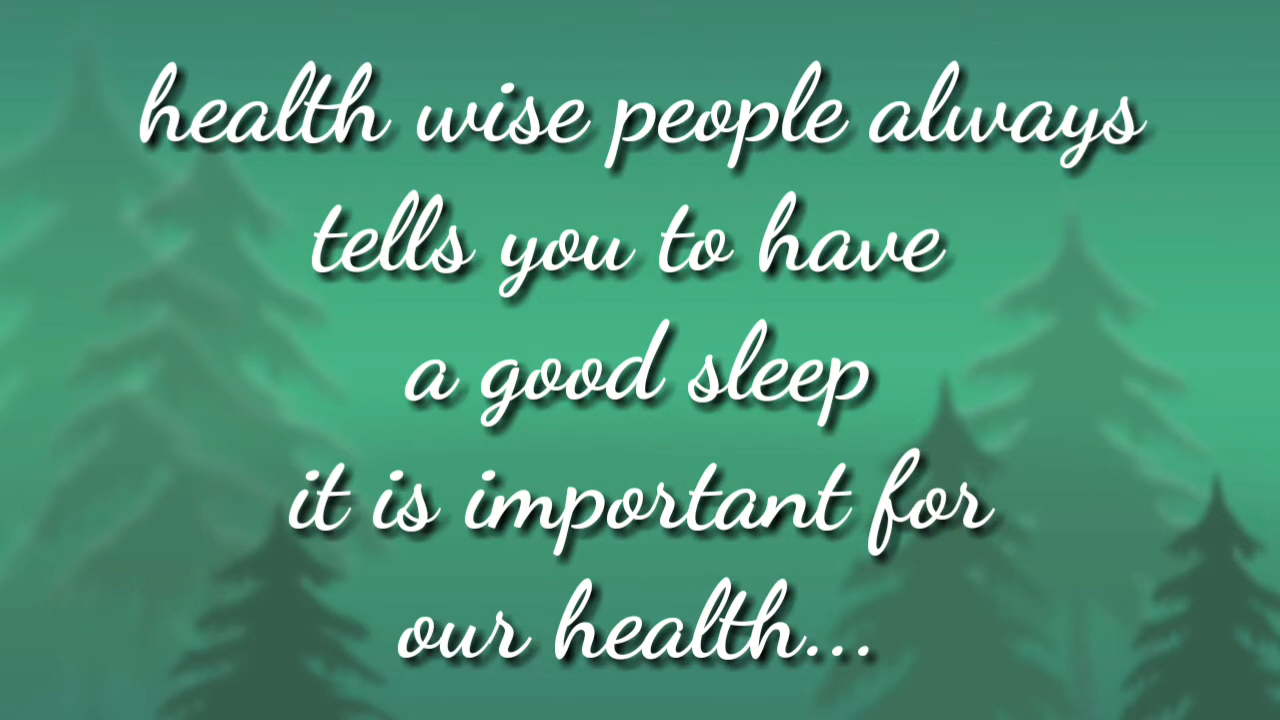 health wise people always
tells you to have
a good sleep
it is important for
our health...